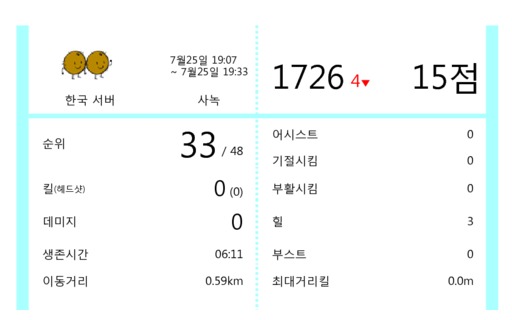 7월25일 19:07
~ 7월25일 19:33
한국 서버
사녹
1726 4▼
15점
순위 33 / 48
킬(헤드샷) 0 (0)
데미지 0
생존시간 06:11
이동거리 0.59km
어시스트 0
기절시킴 0
부활시킴 0
힐 3
부스트 0
최대거리킬 0.0m